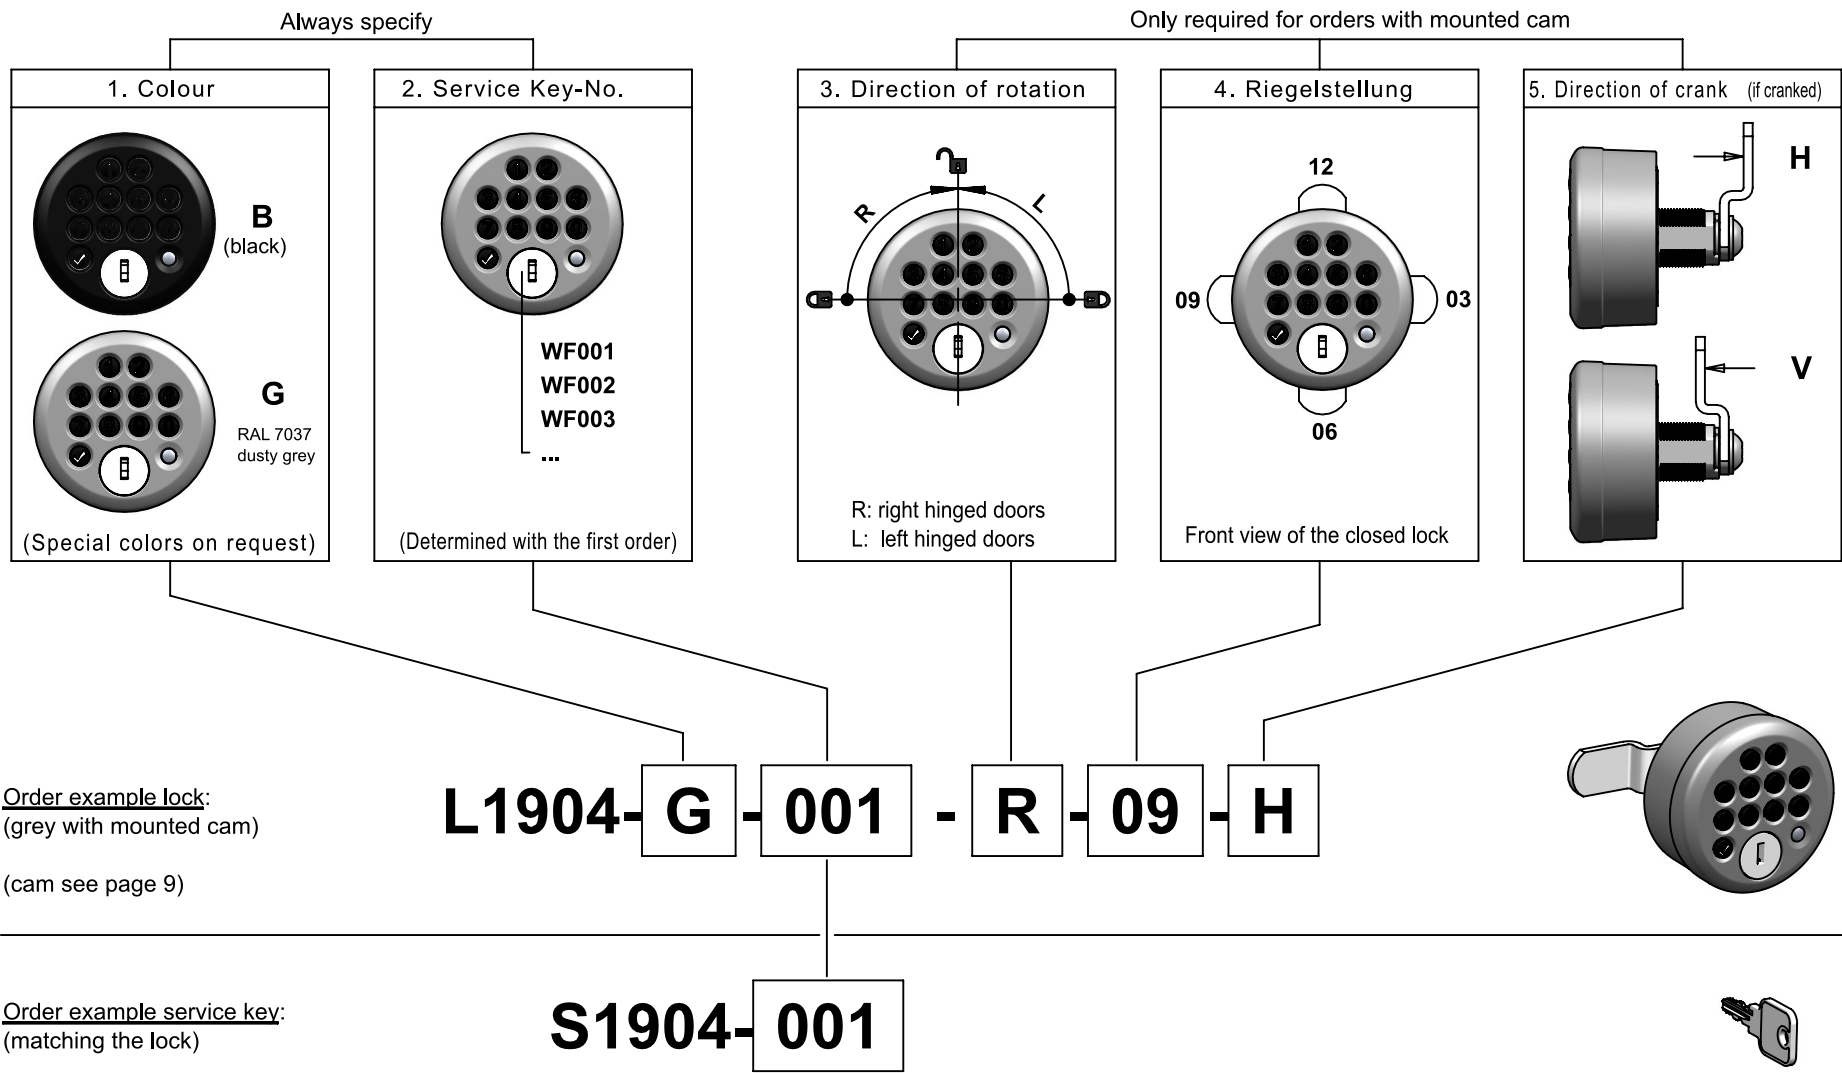 Always specify
Only required for orders with mounted cam
1. Colour
B
(black)
G
RAL 7037
dusty grey
(Special colors on request)
2. Service Key-No.
WF001
WF002
WF003
...
(Determined with the first order)
3. Direction of rotation
R
L
R: right hinged doors
L: left hinged doors
4. Riegelstellung
12
09
03
06
Front view of the closed lock
5. Direction of crank (if cranked)
H
V
Order example lock:
(grey with mounted cam)
(cam see page 9)
L1904-G-001 - R-09-H
Order example service key:
(matching the lock)
S1904-001